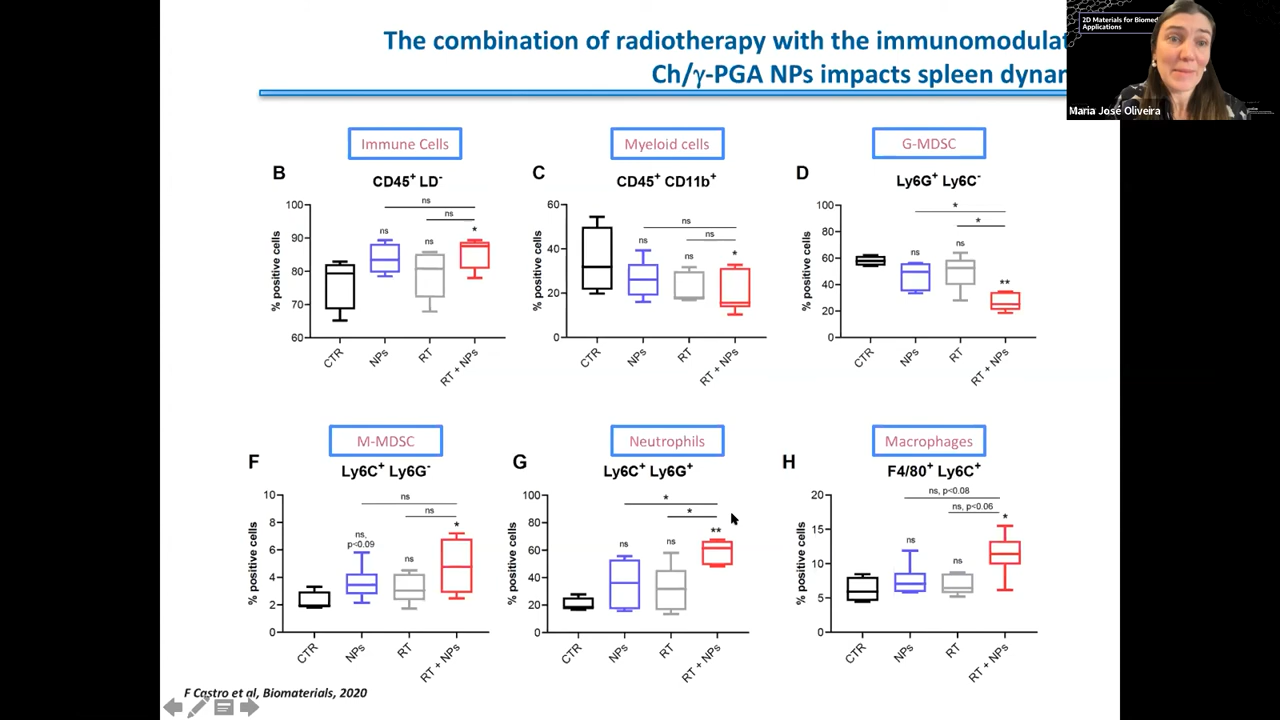 The combination of radiotherapy with the immunomodulat
Ch/γ-PGA NPs impacts spleen dynar
2D Materials for Biomed
Applications
Maria José Oliveira
Immune Cells
B
CD45+ LD-
% positive cells
100
90
80
70
60
ns
ns
ns
ns
*
CTR
NPs
RT
RT + NPs
Myeloid cells
C
CD45+ CD11b+
% positive cells
60
40
20
0
ns
ns
ns
ns
*
CTR
NPs
RT
RT + NPs
G-MDSC
D
Ly6G+ Ly6C-
% positive cells
100
80
60
40
20
0
*
*
ns
ns
**
CTR
NPs
RT
RT + NPs
M-MDSC
F
Ly6C+ Ly6G-
% positive cells
10
8
6
4
2
0
ns
ns
ns,
p<0.09
ns
*
CTR
NPs
RT
RT + NPs
Neutrophils
G
Ly6C+ Ly6G+
% positive cells
100
80
60
40
20
0
*
*
ns
ns
**
CTR
NPs
RT
RT + NPs
Macrophages
H
F4/80+ Ly6C+
% positive cells
20
15
10
5
0
ns, p<0.08
ns, p<0.06
ns
ns
*
CTR
NPs
RT
RT + NPs
F Castro et al, Biomaterials, 2020